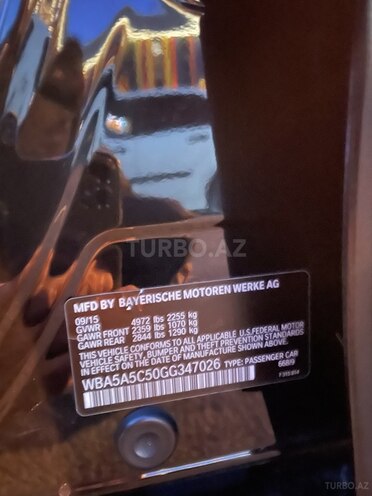 TURBO.AZ
MFD BY BAYERISCHE MOTOREN WERKE AG
09/15
GVWR 4972 lbs 2255 kg
GAWR FRONT 2359 lbs 1070 kg
GAWR REAR 2844 lbs 1290 kg
THIS VEHICLE CONFORMS TO ALL APPLICABLE U.S.FEDERAL MOTOR
VEHICLE SAFETY, BUMPER AND THEFT PREVENTION STANDARDS IN
EFFECT ON THE DATE OF MANUFACTURE SHOWN ABOVE.
WBA5A5C50GG347026 TYPE: PASSENGER CAR
668/9
TURBO.AZ